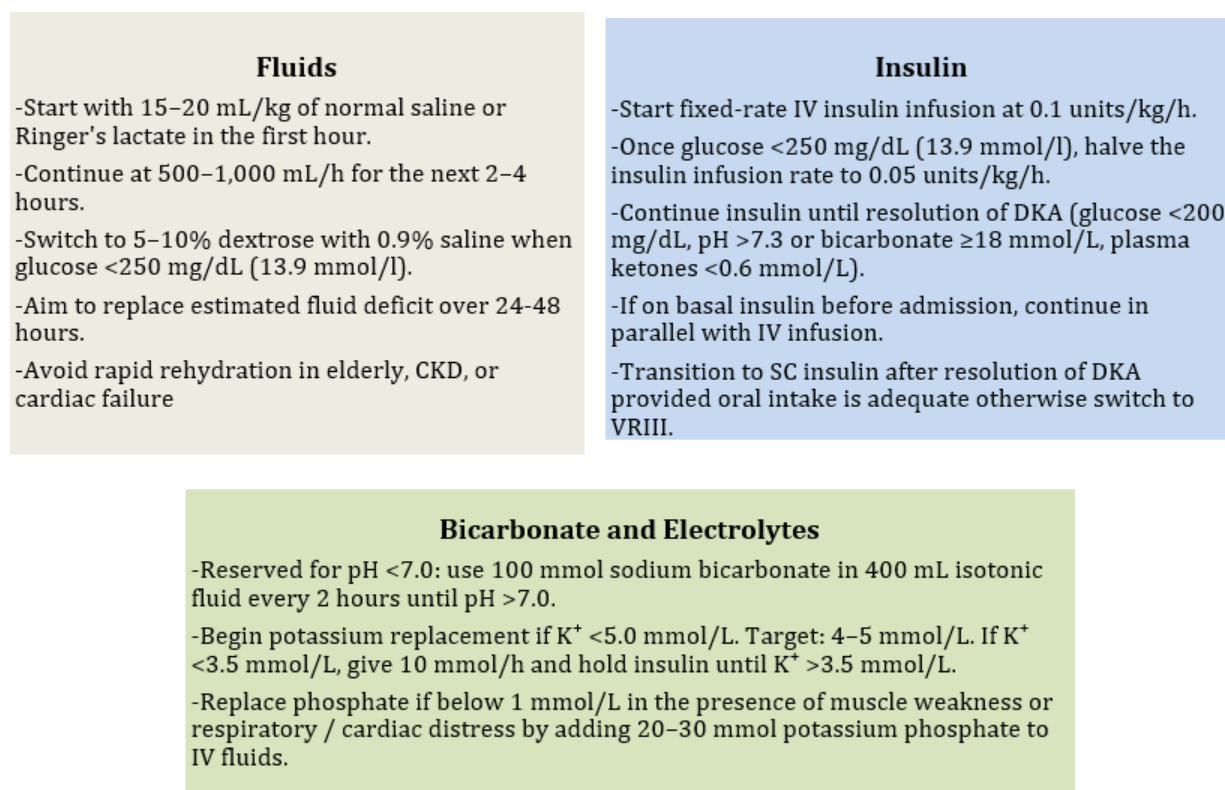 Fluids
-Start with 15–20 mL/kg of normal saline or
Ringer's lactate in the first hour.
-Continue at 500–1,000 mL/h for the next 2–4
hours.
-Switch to 5–10% dextrose with 0.9% saline when
glucose <250 mg/dL (13.9 mmol/l).
-Aim to replace estimated fluid deficit over 24-48
hours.
-Avoid rapid rehydration in elderly, CKD, or
cardiac failure
Insulin
-Start fixed-rate IV insulin infusion at 0.1 units/kg/h.
-Once glucose <250 mg/dL (13.9 mmol/l), halve the
insulin infusion rate to 0.05 units/kg/h.
-Continue insulin until resolution of DKA (glucose <200
mg/dL, pH >7.3 or bicarbonate ≥18 mmol/L, plasma
ketones <0.6 mmol/L).
-If on basal insulin before admission, continue in
parallel with IV infusion.
-Transition to SC insulin after resolution of DKA
provided oral intake is adequate otherwise switch to
VRIII.
Bicarbonate and Electrolytes
-Reserved for pH <7.0: use 100 mmol sodium bicarbonate in 400 mL isotonic
fluid every 2 hours until pH >7.0.
-Begin potassium replacement if K⁺ <5.0 mmol/L. Target: 4–5 mmol/L. If K⁺
<3.5 mmol/L, give 10 mmol/h and hold insulin until K⁺ >3.5 mmol/L.
-Replace phosphate if below 1 mmol/L in the presence of muscle weakness or
respiratory / cardiac distress by adding 20–30 mmol potassium phosphate to
IV fluids.